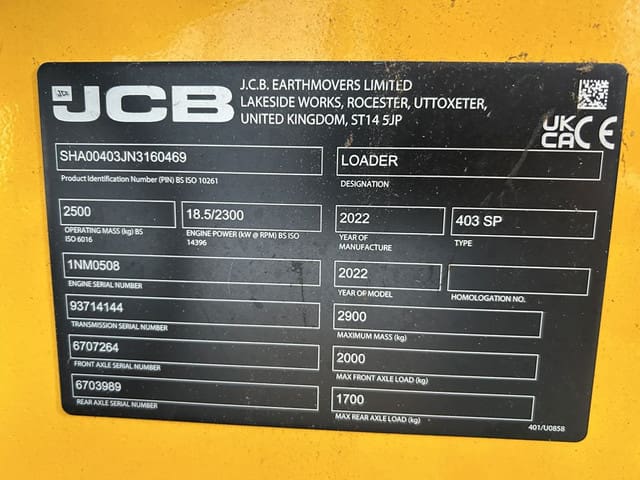 JCB
J.C.B. EARTHMOVERS LIMITED
LAKESIDE WORKS, ROCESTER, UTTOXETER,
UNITED KINGDOM, ST14 5JP
UK
CA CE
SHA00403JN3160469
Product Identification Number (PIN) BS ISO 10261
LOADER
DESIGNATION
2500
OPERATING MASS (kg) BS
ISO 6016
18.5/2300
ENGINE POWER (kW @ RPM) BS ISO
14396
2022
YEAR OF
MANUFACTURE
403 SP
TYPE
1NM0508
ENGINE SERIAL NUMBER
2022
YEAR OF MODEL
HOMOLOGATION NO.
93714144
TRANSMISSION SERIAL NUMBER
2900
MAXIMUM MASS (kg)
6707264
FRONT AXLE SERIAL NUMBER
2000
MAX FRONT AXLE LOAD (kg)
6703989
REAR AXLE SERIAL NUMBER
1700
MAX REAR AXLE LOAD (kg)
401/U0858